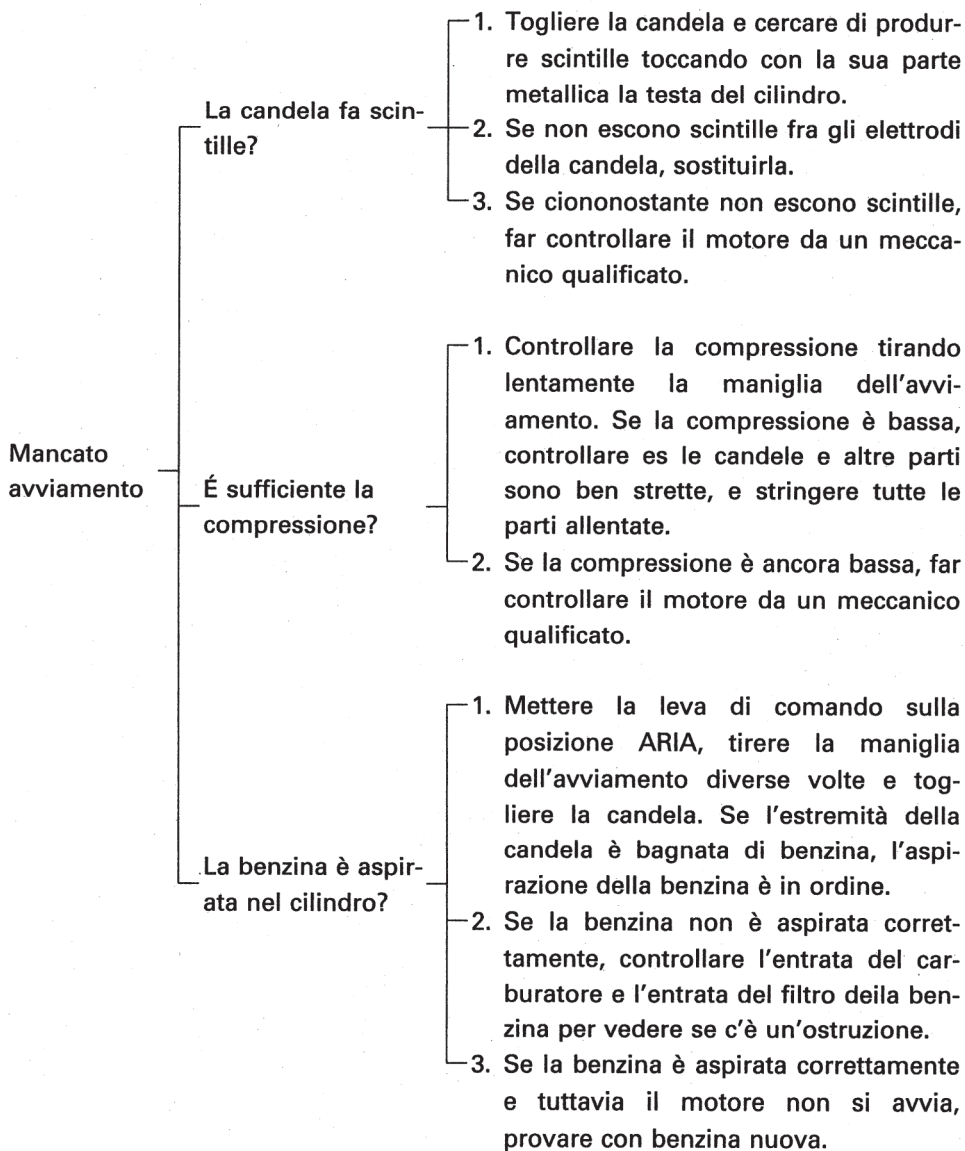 Mancato
avviamento
La candela fa scin-
tille?
1. Togliere la candela e cercare di produr-
re scintille toccando con la sua parte
metallica la testa del cilindro.
2. Se non escono scintille fra gli elettrodi
della candela, sostituirla.
3. Se ciononostante non escono scintille,
far controllare il motore da un mecca-
nico qualificato.
É sufficiente la
compressione?
1. Controllare la compressione tirando
lentamente la maniglia dell'avvi-
amento. Se la compressione è bassa,
controllare es le candele e altre parti
sono ben strette, e stringere tutte le
parti allentate.
2. Se la compressione è ancora bassa, far
controllare il motore da un meccanico
qualificato.
La benzina è aspir-
ata nel cilindro?
1. Mettere la leva di comando sulla
posizione ARIA, tirere la maniglia
dell'avviamento diverse volte e tog-
liere la candela. Se l'estremità della
candela è bagnata di benzina, l'aspi-
razione della benzina è in ordine.
2. Se la benzina non è aspirata corret-
tamente, controllare l'entrata del car-
buratore e l'entrata del filtro deila ben-
zina per vedere se c'è un'ostruzione.
3. Se la benzina è aspirata correttamente
e tuttavia il motore non si avvia,
provare con benzina nuova.